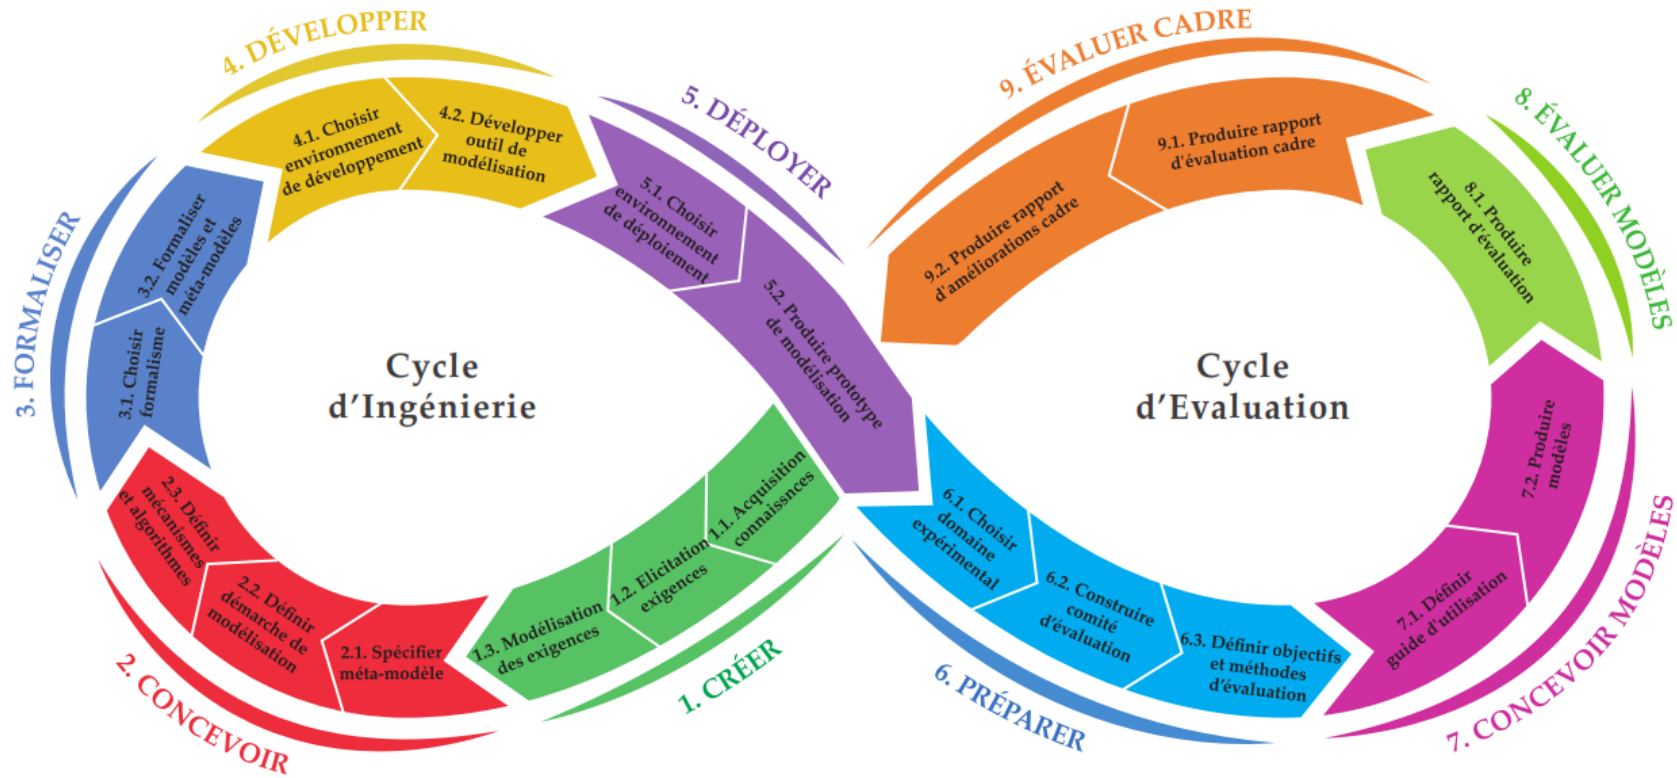 Cycle
d'Ingénierie
1. CRÉER
1.1. Acquisition
connaissnces
1.2. Elicitation
exigences
1.3. Modélisation
des exigences
2. CONCEVOIR
2.1. Spécifier
méta-modèle
2.2. Définir
démarche de
modélisation
2.3. Définir
mécanismes
et algorithmes
3. FORMALISER
3.1. Choisir
formalisme
3.2. Formaliser
modèles et
méta-modèles
4. DÉVELOPPER
4.1. Choisir
environnement
de développement
4.2. Développer
outil de
modélisation
5. DÉPLOYER
5.1. Choisir
environnement
de déploiement
5.2. Produire prototype
de modélisation
Cycle
d'Evaluation
6. PRÉPARER
6.1. Choisir
domaine
expérimental
6.2. Construire
comité
d'évaluation
6.3. Définir objectifs
et méthodes
d'évaluation
7. CONCEVOIR MODÈLES
7.1. Définir
guide d'utilisation
7.2. Produire
modèles
8. ÉVALUER MODÈLES
8.1. Produire
rapport d'évaluation
9. ÉVALUER CADRE
9.1. Produire rapport
d'évaluation cadre
9.2. Produire rapport
d'améliorations cadre